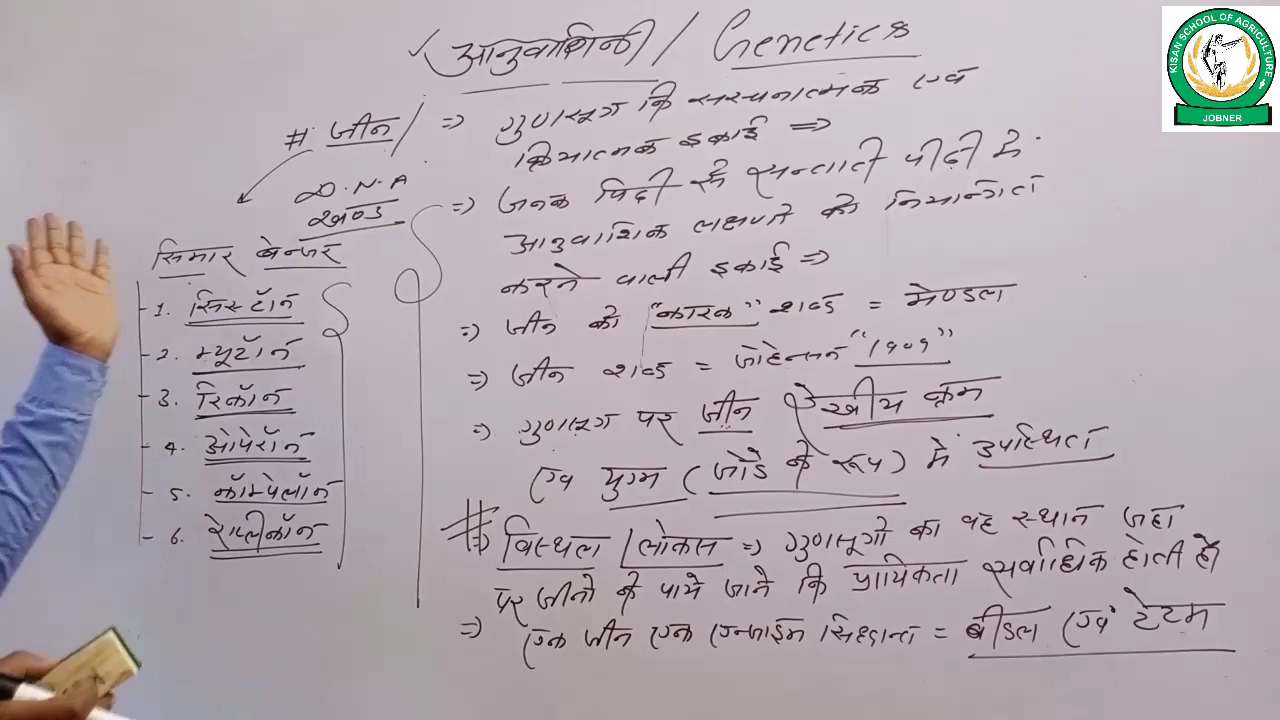 आनुवाशिकी / Genetics
# जीन / => गुणसूत्र कि संरचनात्मक एवं
क्रियात्मक इकाई =>
D.N.A
खण्ड
=> जनक पिढी से सन्तति पीढी मे
आनुवाशिक लक्षणो को नियन्त्रित
करने वाली इकाई =>
=> जीन को "कारक" शब्द = मेण्डल
=> जीन शब्द = जोहेन्सन "1909"
=> गुणसूत्र पर जीन रेखीय क्रम
एवं युग्म (जोडे के रूप) में उपस्थित
# विस्थल / लोकस => गुणसूत्रो का वह स्थान जहा
पर जीनो के पाये जाने कि प्रायिकता सर्वाधिक होती हो
=> एक जीन एक एन्जाइम सिद्धान्त = बीडल एवं टेटम
सिमार बेन्जर
1. सिस्ट्रॉन
2. म्यूटॉन
3. रिकॉन
4. ओपेरॉन
5. कॉम्पेलॉन
6. रेप्लीकॉन
KISAN SCHOOL OF AGRICULTURE
JOBNER